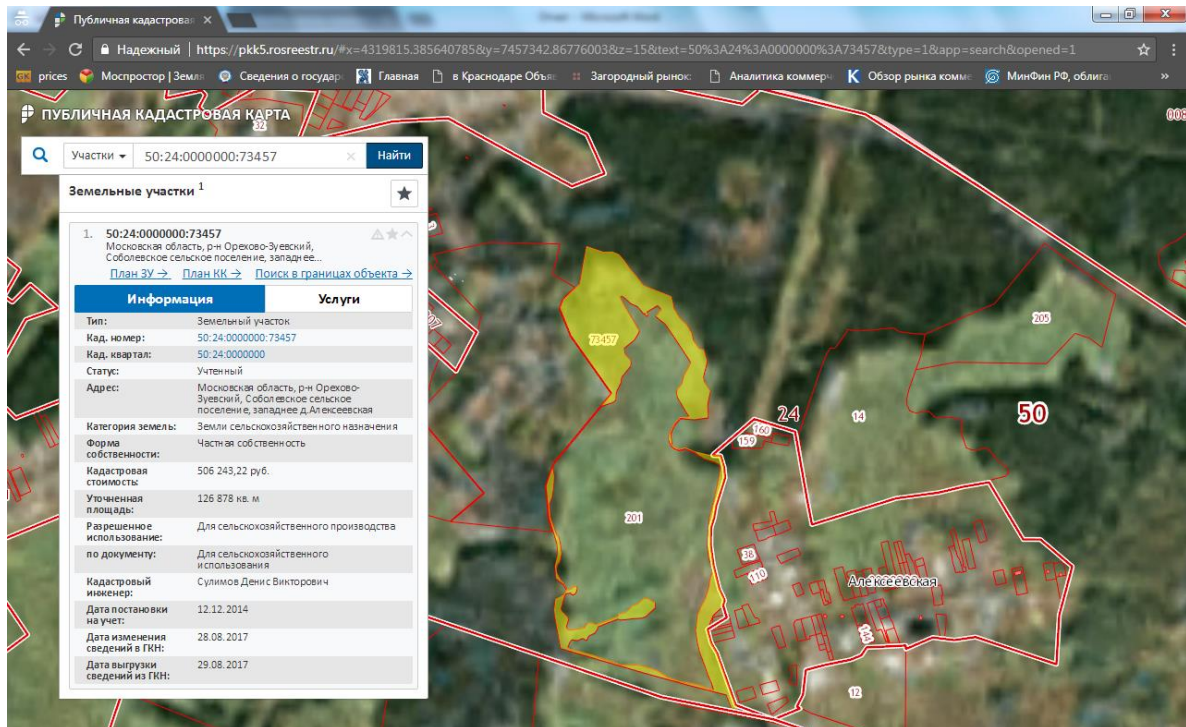 Публичная кадастровая
Надежный | https://pkk5.rosreestr.ru/#x=4319815.385640785&y=7457342.86776003&z=15&text=50%3A24%3A0000000%3A73457&type=1&app=search&opened=1
prices Моспростор | Земля Сведения о государ Главная в Краснодаре Объя Загородный рынок: Аналитика коммерч Обзор рынка комме МинФин РФ, облига »
ПУБЛИЧНАЯ КАДАСТРОВАЯ КАРТА
32
008
Участки 50:24:0000000:73457 Найти
Земельные участки 1
1. 50:24:0000000:73457
Московская область, р-н Орехово-Зуевский,
Соболевское сельское поселение, западнее...
План ЗУ → План КК → Поиск в границах объекта →
Информация Услуги
Тип: Земельный участок
Кад. номер: 50:24:0000000:73457
Кад. квартал: 50:24:0000000
Статус: Учтенный
Адрес: Московская область, р-н Орехово-
Зуевский, Соболевское сельское
поселение, западнее д.Алексеевская
Категория земель: Земли сельскохозяйственного назначения
Форма Частная собственность
собственности:
Кадастровая 506 243,22 руб.
стоимость:
Уточненная 126 878 кв. м
площадь:
Разрешенное Для сельскохозяйственного производства
использование:
по документу: Для сельскохозяйственного
использования
Кадастровый Сулимов Денис Викторович
инженер:
Дата постановки 12.12.2014
на учет:
Дата изменения 28.08.2017
сведений в ГКН:
Дата выгрузки 29.08.2017
сведений из ГКН:
73457
205
24
14
50
160
159
201
38
110
Алексеевская
144
12